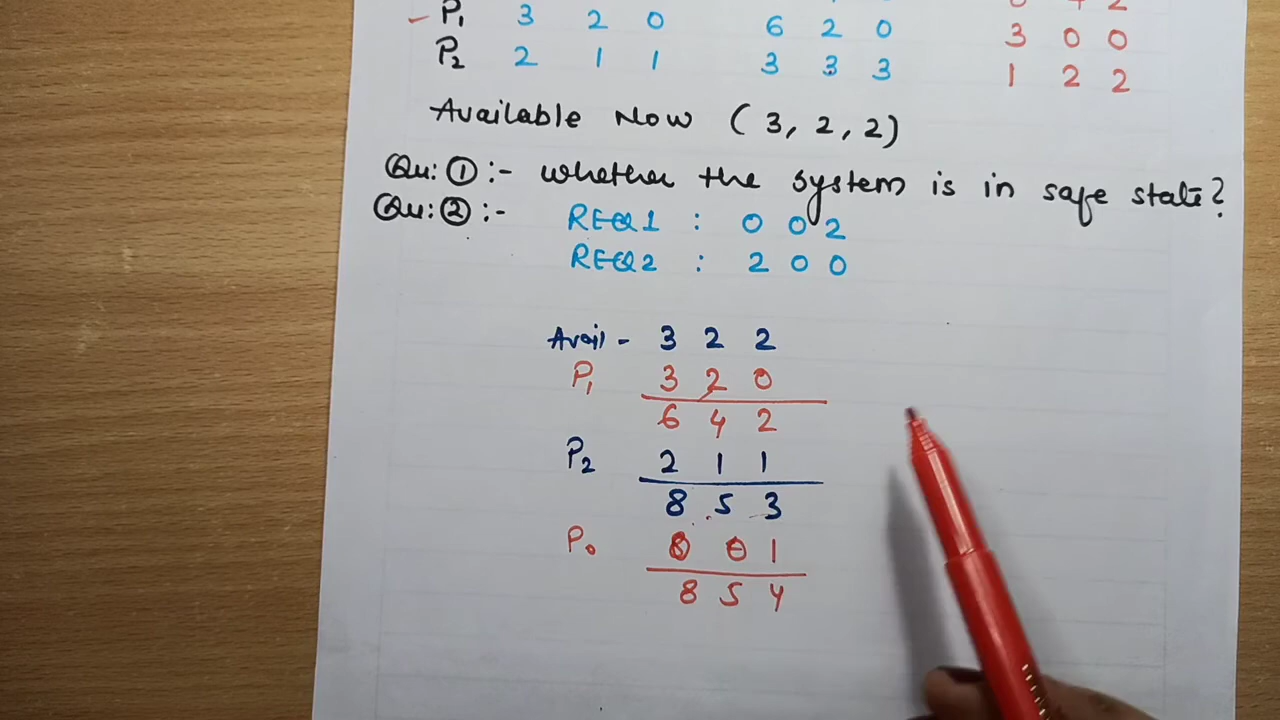 P1 3 2 0 6 2 0 3 0 0
P2 2 1 1 3 3 3 1 2 2
Available Now (3, 2, 2)
Qu: ① :- whether the system is in safe state?
Qu: ② :- REQ1 : 0 0 2
REQ2 : 2 0 0
Avail - 3 2 2
P1 3 2 0
6 4 2
P2 2 1 1
8 5 3
P0 0 0 1
8 5 4